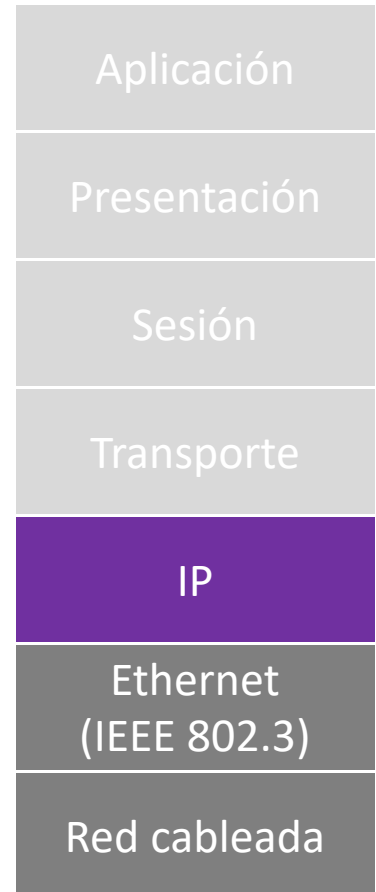 Aplicación
Presentación
Sesión
Transporte
IP
Ethernet
(IEEE 802.3)
Red cableada